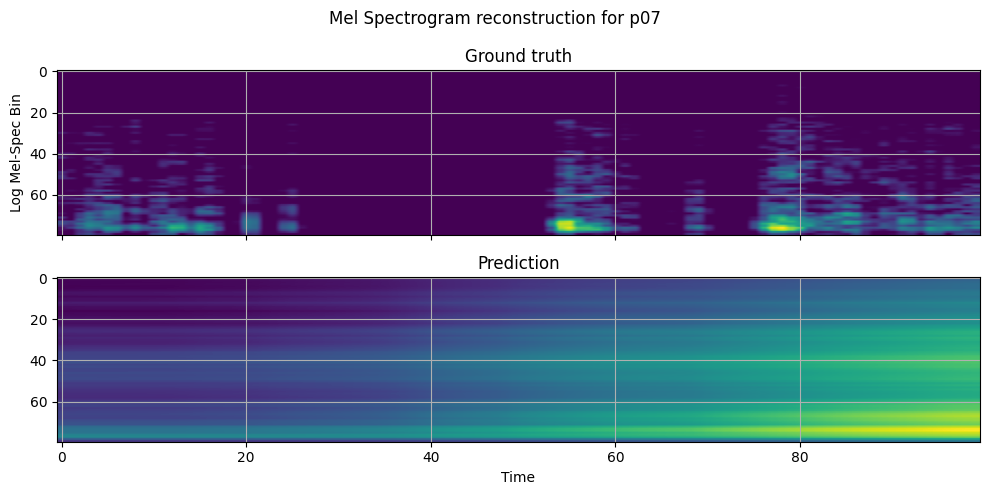 Mel Spectrogram reconstruction for p07
Ground truth
0
20
40
60
Log Mel-Spec Bin
Prediction
0
20
40
60
0 20 40 60 80
Time